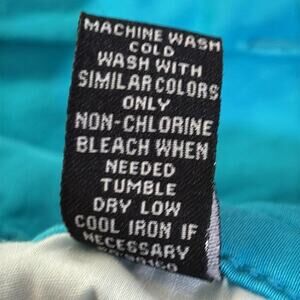 MACHINE WASH
COLD
WASH WITH
SIMILAR COLORS
ONLY
NON-CHLORINE
BLEACH WHEN
NEEDED
TUMBLE
DRY LOW
COOL IRON IF
NECESSARY